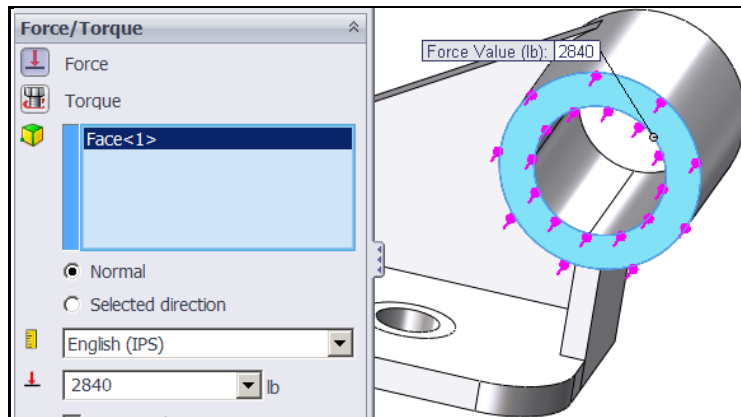 Force/Torque
Force
Torque
Face<1>
Normal
Selected direction
English (IPS)
2840 lb
Force Value (lb): 2840